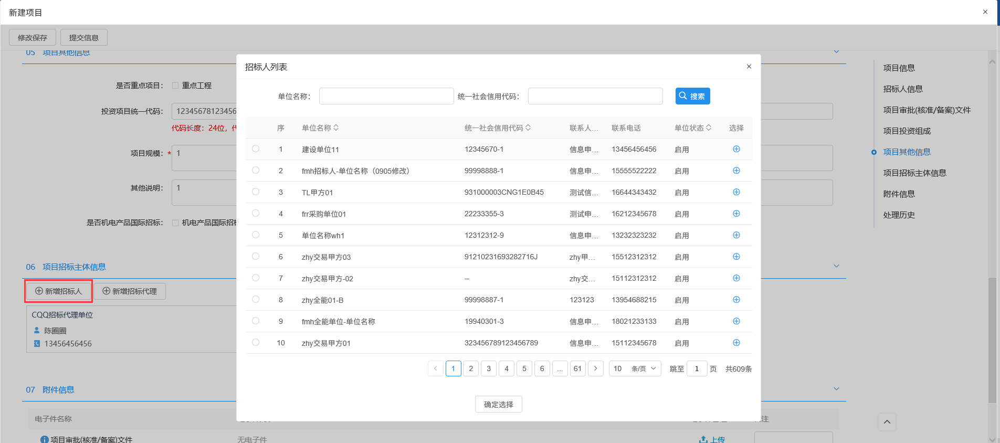 新建项目
修改保存 提交信息
05 项目其他信息
是否重点项目: 重点工程
投资项目统一代码: 12345678123456
代码长度：24位，
项目规模: * 1
其他说明: 1
是否机电产品国际招标: 机电产品国际招
06 项目招标主体信息
新增招标人 新增招标代理
CQQ招标代理单位
陈圈圈
13456456456
07 附件信息
电子件名称
项目审批(核准/备案)文件 无电子件 上传
招标人列表
单位名称: 统一社会信用代码: 搜索
序 单位名称 统一社会信用代码 联系人... 联系电话 单位状态 选择
1 建设单位11 12345670-1 信息申... 13456456456 启用
2 fmh招标人-单位名称（0905修改） 99998888-1 信息申... 15555522222 启用
3 TL甲方01 931000003CNG1E0B45 测试信... 16644343432 启用
4 frr采购单位01 22233355-3 测试申... 16212345678 启用
5 单位名称wh1 12312312-9 信息申... 13232323232 启用
6 zhy交易甲方03 91210231693282716J zhy甲... 15512312312 启用
7 zhy交易甲方-02 -- zhy交... 15112312312 启用
8 zhy全能01-B 99998887-1 123123 13954688215 启用
9 fmh全能单位-单位名称 19940301-3 信息申... 18021233133 启用
10 zhy交易甲方01 323456789123456789 信息申... 15112345678 启用
1 2 3 4 5 6 ... 61 10 条/页 跳至 1 页 共609条
确定选择
项目信息
招标人信息
项目审批(核准/备案)文件
项目投资组成
项目其他信息
项目招标主体信息
附件信息
处理历史